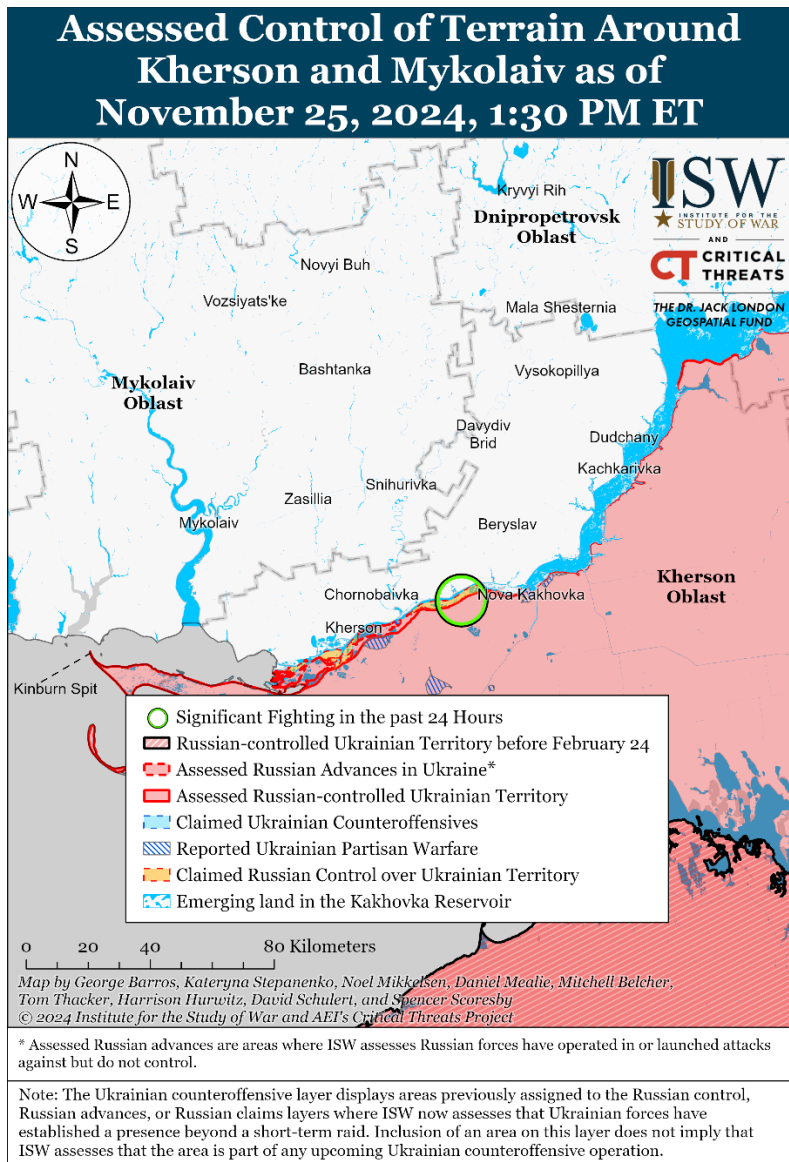 Assessed Control of Terrain Around
Kherson and Mykolaiv as of
November 25, 2024, 1:30 PM ET
N
W
E
S
ISW
INSTITUTE FOR THE
STUDY OF WAR
AND
CT CRITICAL
THREATS
THE DR. JACK LONDON
GEOSPATIAL FUND
Kryvyi Rih
Dnipropetrovsk
Oblast
Novyi Buh
Vozsiyats'ke
Mala Shesternia
Bashtanka
Vysokopillya
Mykolaiv
Oblast
Davydiv
Brid
Dudchany
Kachkarivka
Snihurivka
Zasillia
Mykolaiv
Beryslav
Kherson
Oblast
Chornobaivka
Nova Kakhovka
Kherson
Kinburn Spit
Significant Fighting in the past 24 Hours
Russian-controlled Ukrainian Territory before February 24
Assessed Russian Advances in Ukraine*
Assessed Russian-controlled Ukrainian Territory
Claimed Ukrainian Counteroffensives
Reported Ukrainian Partisan Warfare
Claimed Russian Control over Ukrainian Territory
Emerging land in the Kakhovka Reservoir
0 20 40 80 Kilometers
Map by George Barros, Kateryna Stepanenko, Noel Mikkelsen, Daniel Mealie, Mitchell Belcher,
Tom Thacker, Harrison Hurwitz, David Schulert, and Spencer Scoresby
© 2024 Institute for the Study of War and AEI's Critical Threats Project
* Assessed Russian advances are areas where ISW assesses Russian forces have operated in or launched attacks
against but do not control.
Note: The Ukrainian counteroffensive layer displays areas previously assigned to the Russian control,
Russian advances, or Russian claims layers where ISW now assesses that Ukrainian forces have
established a presence beyond a short-term raid. Inclusion of an area on this layer does not imply that
ISW assesses that the area is part of any upcoming Ukrainian counteroffensive operation.